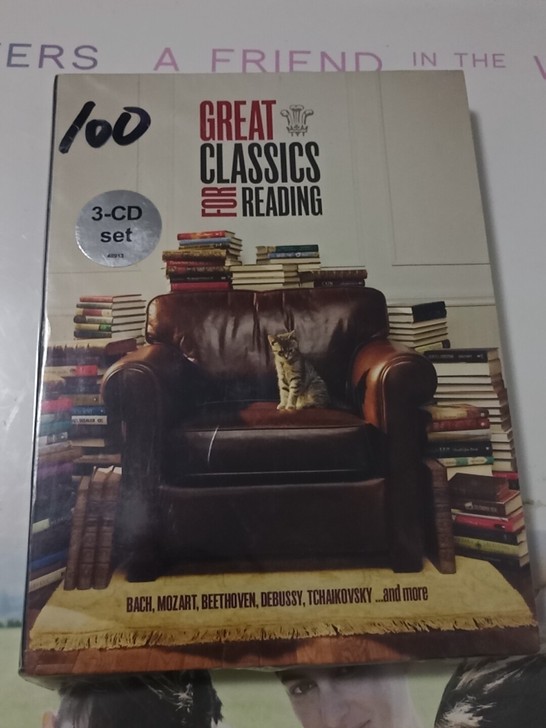 ERS A FRIEND IN THE
100
GREAT
CLASSICS
FOR READING
3-CD
set
BACH, MOZART, BEETHOVEN, DEBUSSY, TCHAIKOVSKY ...and more